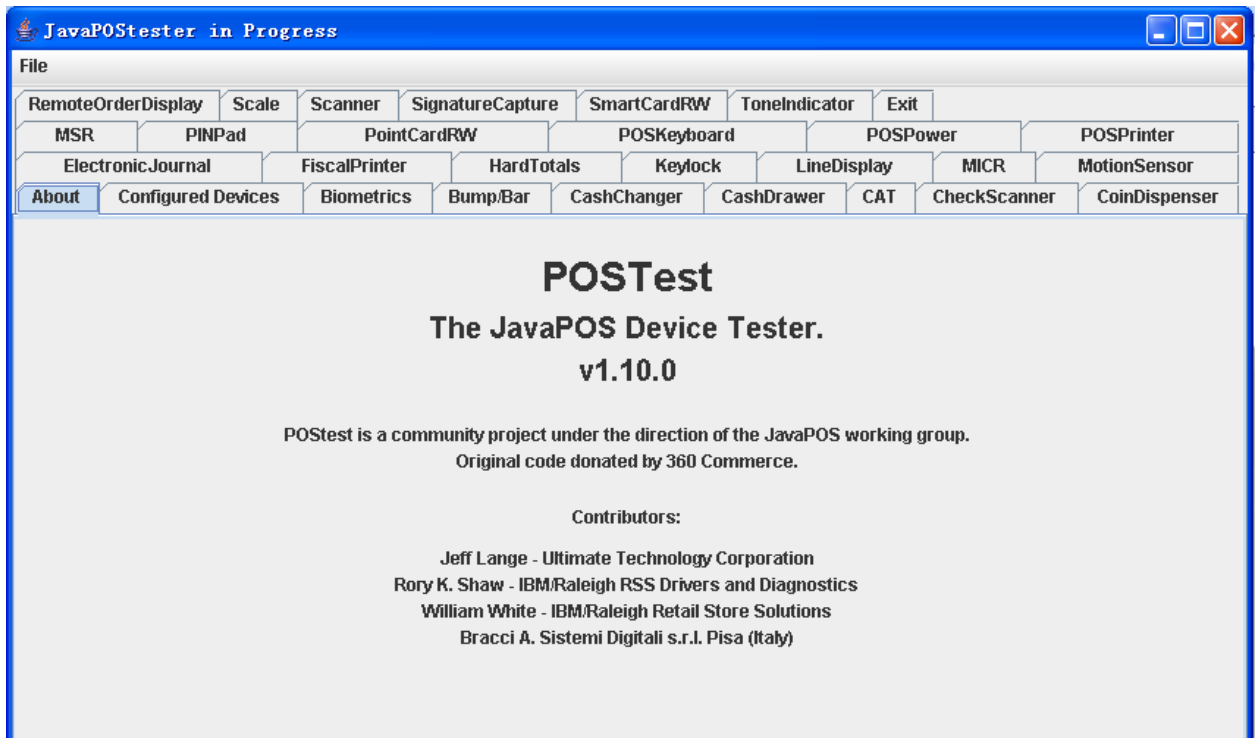 JavaPOStester in Progress
File
RemoteOrderDisplay Scale Scanner SignatureCapture SmartCardRW ToneIndicator Exit
MSR PINPad PointCardRW POSKeyboard POSPower POSPrinter
ElectronicJournal FiscalPrinter HardTotals Keylock LineDisplay MICR MotionSensor
About Configured Devices Biometrics Bump/Bar CashChanger CashDrawer CAT CheckScanner CoinDispenser
POSTest
The JavaPOS Device Tester.
v1.10.0
POStest is a community project under the direction of the JavaPOS working group.
Original code donated by 360 Commerce.
Contributors:
Jeff Lange - Ultimate Technology Corporation
Rory K. Shaw - IBM/Raleigh RSS Drivers and Diagnostics
William White - IBM/Raleigh Retail Store Solutions
Bracci A. Sistemi Digitali s.r.l. Pisa (Italy)